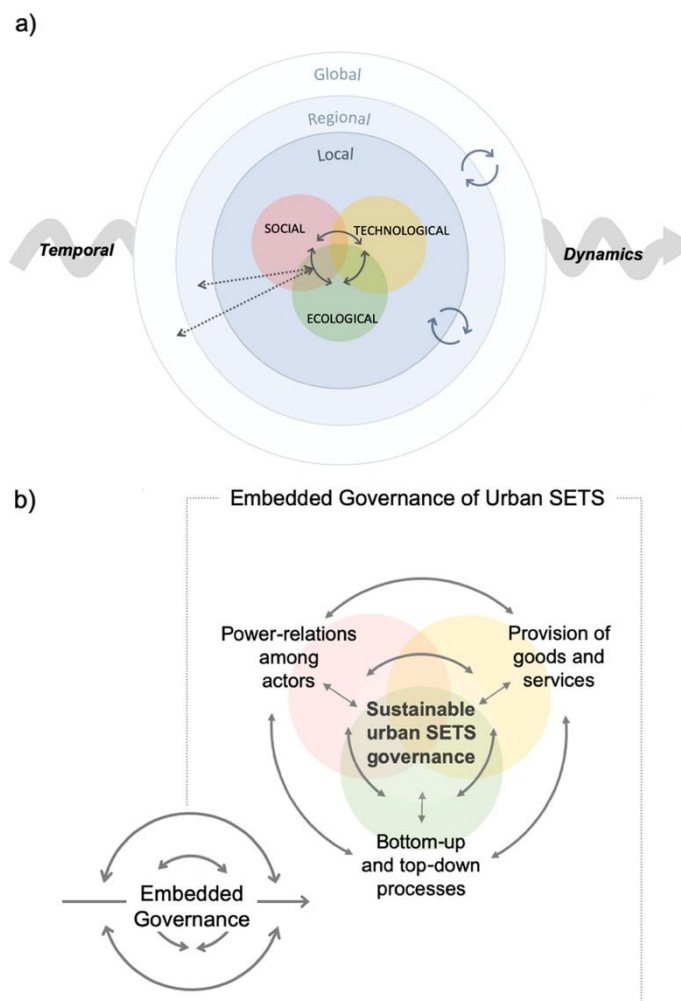 a)
Global
Regional
Local
SOCIAL
TECHNOLOGICAL
ECOLOGICAL
Temporal
Dynamics
b)
Embedded Governance of Urban SETS
Power-relations
among
actors
Provision of
goods and
services
Sustainable
urban SETS
governance
Bottom-up
and top-down
processes
Embedded
Governance